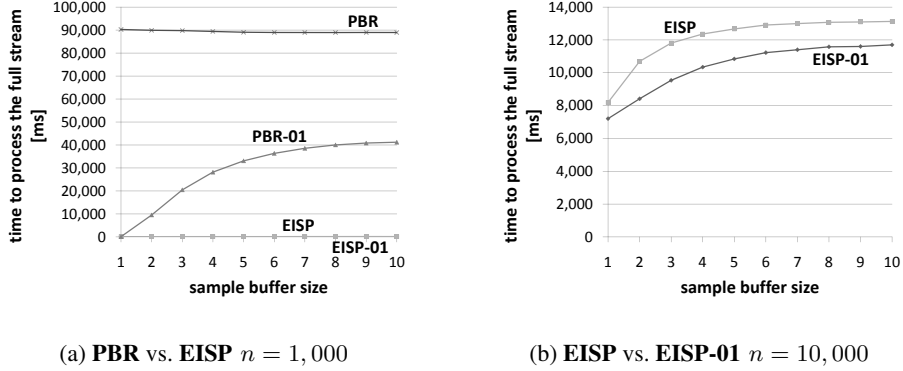 time to process the full stream
[ms]
100,000
90,000
80,000
70,000
60,000
50,000
40,000
30,000
20,000
10,000
0
PBR
PBR-01
EISP
EISP-01
1 2 3 4 5 6 7 8 9 10
sample buffer size
(a) PBR vs. EISP n = 1, 000
time to process the full stream
[ms]
14,000
12,000
10,000
8,000
6,000
4,000
2,000
0
EISP
EISP-01
1 2 3 4 5 6 7 8 9 10
sample buffer size
(b) EISP vs. EISP-01 n = 10, 000